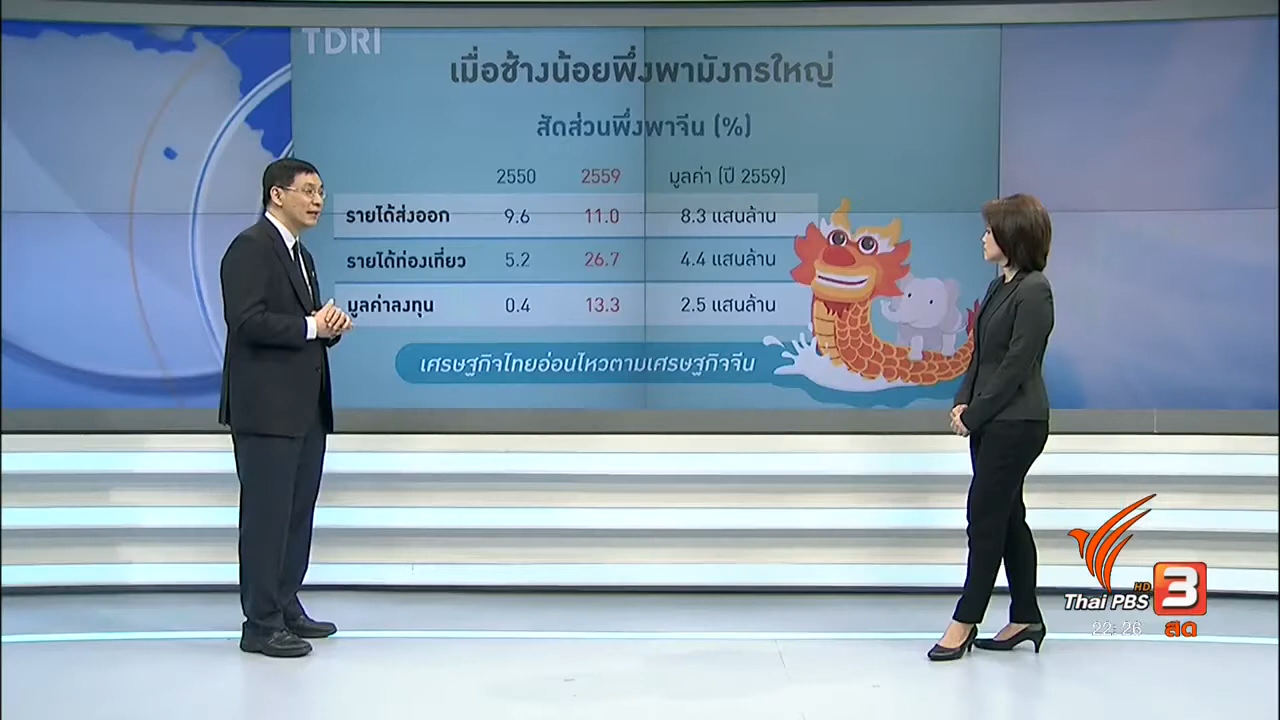 TDRI
เมื่อช้างน้อยพึ่งพามังกรใหญ่
สัดส่วนพึ่งพาจีน (%)
2550 2559 มูลค่า (ปี 2559)
รายได้ส่งออก 9.6 11.0 8.3 แสนล้าน
รายได้ท่องเที่ยว 5.2 26.7 4.4 แสนล้าน
มูลค่าลงทุน 0.4 13.3 2.5 แสนล้าน
เศรษฐกิจไทยอ่อนไหวตามเศรษฐกิจจีน
HD
Thai PBS 3
22:26 สด